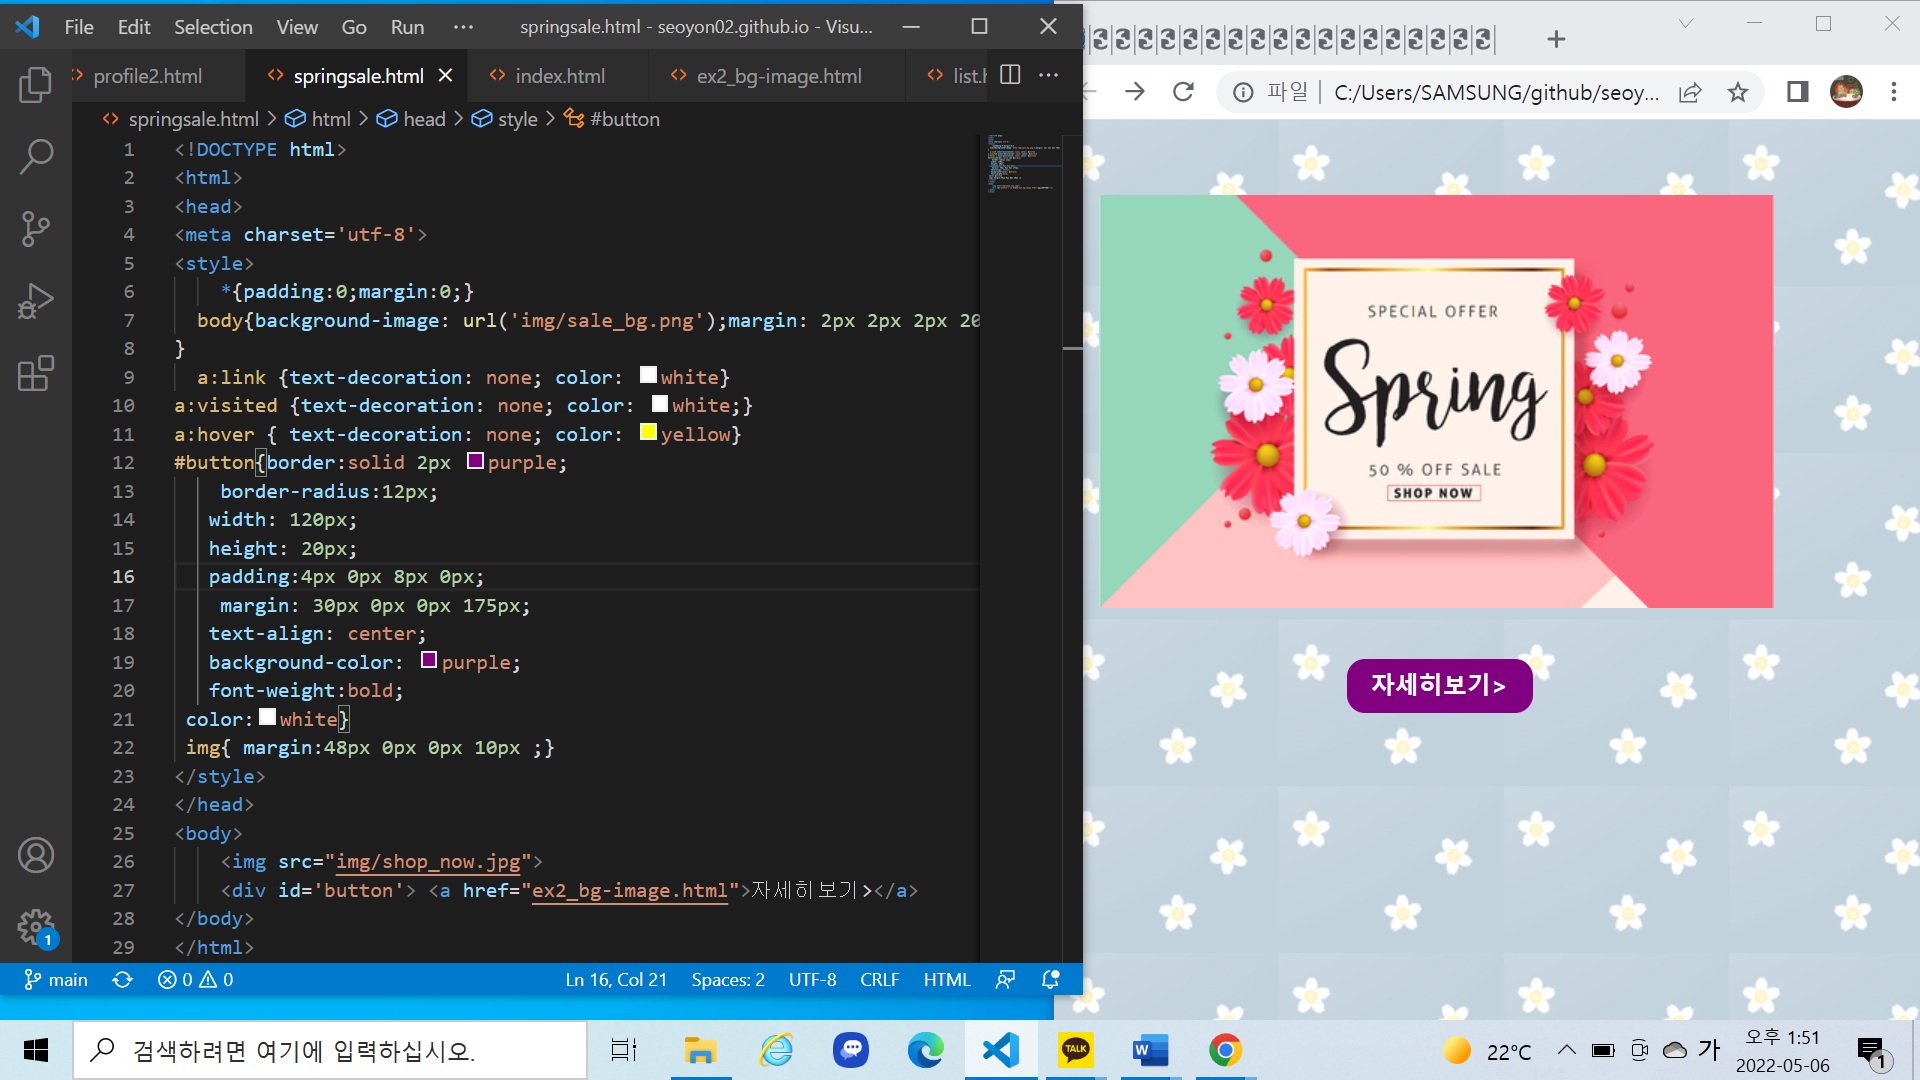 File Edit Selection View Go Run ··· springsale.html - seoyon02.github.io - Visu...
profile2.html springsale.html index.html ex2_bg-image.html list.h
springsale.html > html > head > style > #button
1 <!DOCTYPE html>
2 <html>
3 <head>
4 <meta charset='utf-8'>
5 <style>
6 *{padding:0;margin:0;}
7 body{background-image: url('img/sale_bg.png');margin: 2px 2px 2px 20
8 }
9 a:link {text-decoration: none; color: white}
10 a:visited {text-decoration: none; color: white;}
11 a:hover { text-decoration: none; color: yellow}
12 #button{border:solid 2px purple;
13 border-radius:12px;
14 width: 120px;
15 height: 20px;
16 padding:4px 0px 8px 0px;
17 margin: 30px 0px 0px 175px;
18 text-align: center;
19 background-color: purple;
20 font-weight:bold;
21 color:white}
22 img{ margin:48px 0px 0px 10px ;}
23 </style>
24 </head>
25 <body>
26 <img src="img/shop_now.jpg">
27 <div id='button'> <a href="ex2_bg-image.html">자세히보기></a>
28 </body>
29 </html>
1
main 0 0 Ln 16, Col 21 Spaces: 2 UTF-8 CRLF HTML
파일 C:/Users/SAMSUNG/github/seoy...
SPECIAL OFFER
Spring
50 % OFF SALE
SHOP NOW
자세히보기>
검색하려면 여기에 입력하십시오.
TALK
W
22°C
가
오후 1:51
2022-05-06
1